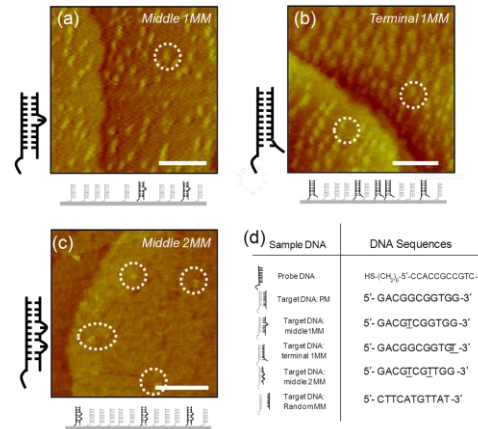 (a) Middle 1MM
(b) Terminal 1MM
(c) Middle 2MM
(d)
Sample DNA DNA Sequences
Probe DNA HS-(CH2)6-5'-CCACCGCCGTC-
Target DNA: PM 5'- GACGGCGGTGG -3'
Target DNA:
middle1MM 5'- GACGTCGGTGG -3'
Target DNA:
terminal 1MM 5'- GACGGCGGTGT -3'
Target DNA:
middle 2 MM 5'- GACGTCGTTGG -3'
Target DNA:
RandomMM 5'- CTTCATGTTAT -3'